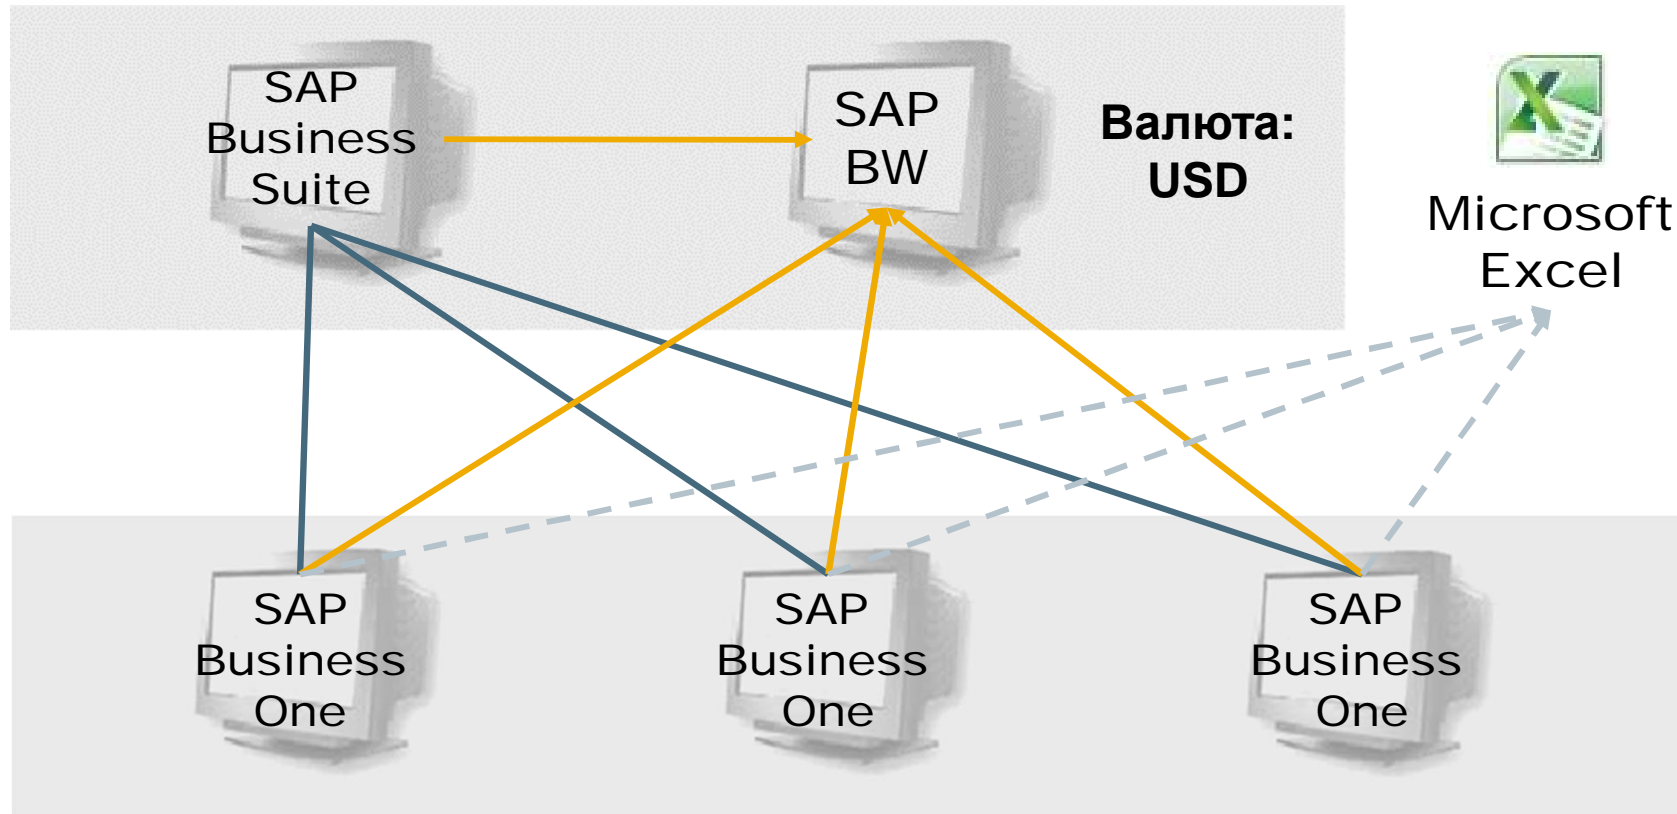 SAP
Business
Suite
SAP
BW
Валюта:
USD
Microsoft
Excel
SAP
Business
One
SAP
Business
One
SAP
Business
One